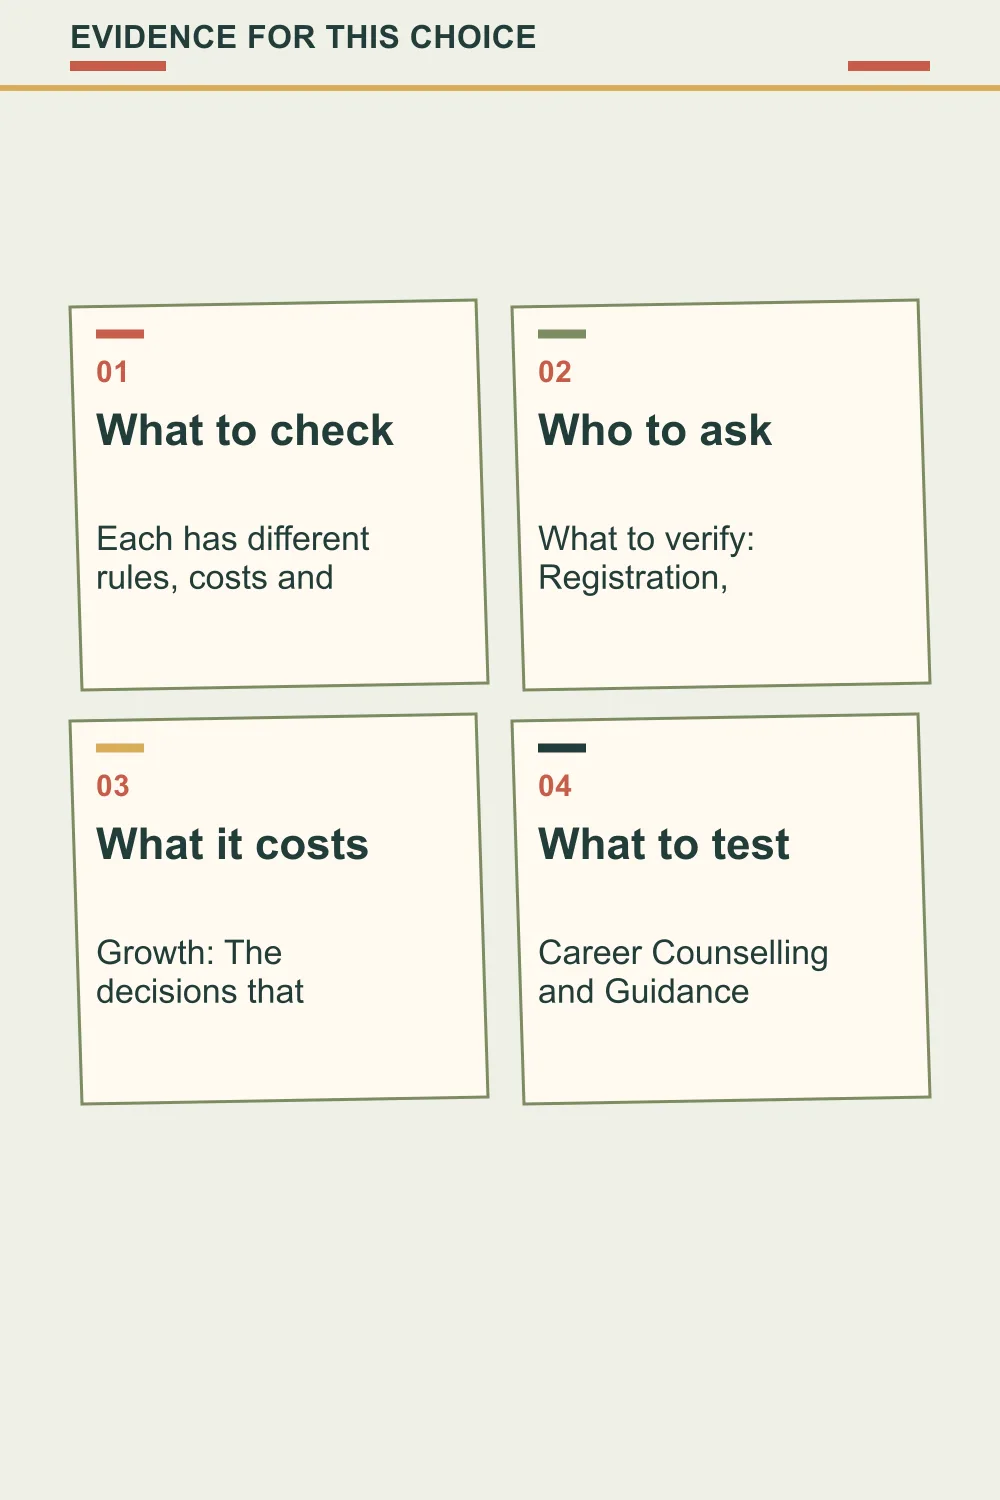 EVIDENCE FOR THIS CHOICE
01
What to check
Each has different
rules, costs and
02
Who to ask
What to verify:
Registration,
03
What it costs
Growth: The
decisions that
04
What to test
Career Counselling
and Guidance